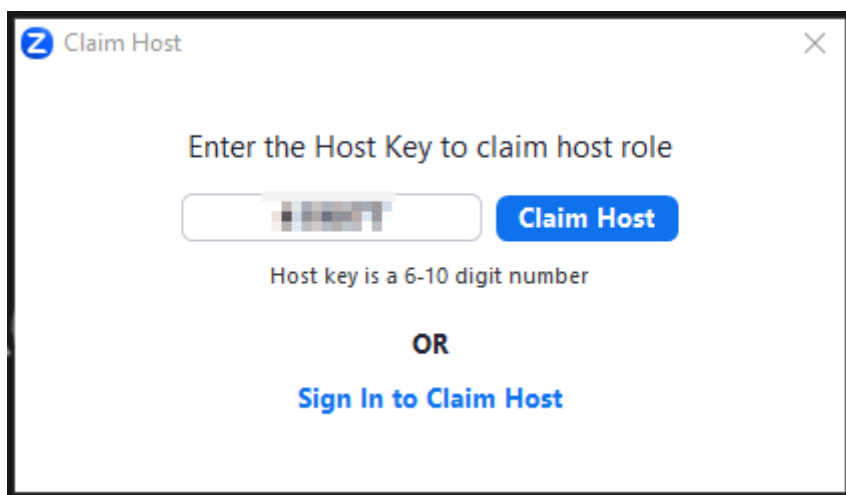 Claim Host
Enter the Host Key to claim host role
Claim Host
Host key is a 6-10 digit number
OR
Sign In to Claim Host